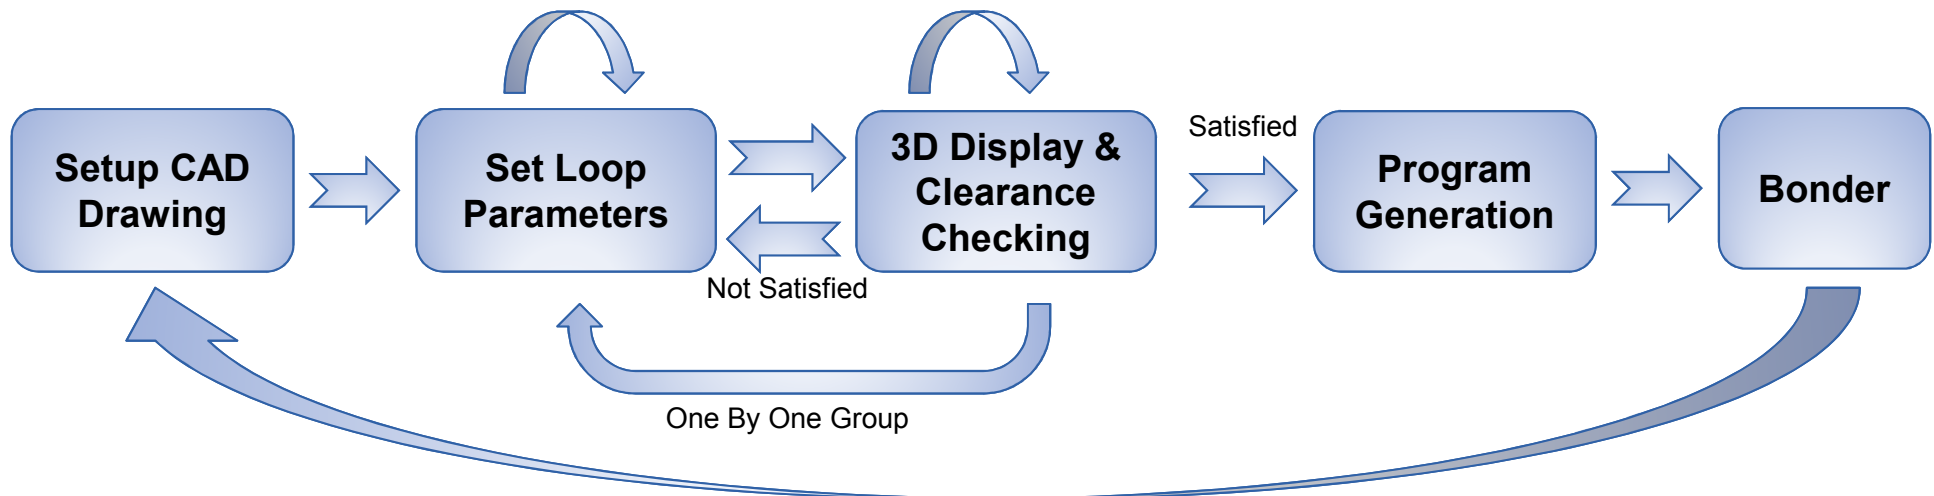 Setup CAD
Drawing
Set Loop
Parameters
3D Display &
Clearance
Checking
Satisfied
Not Satisfied
One By One Group
Program
Generation
Bonder